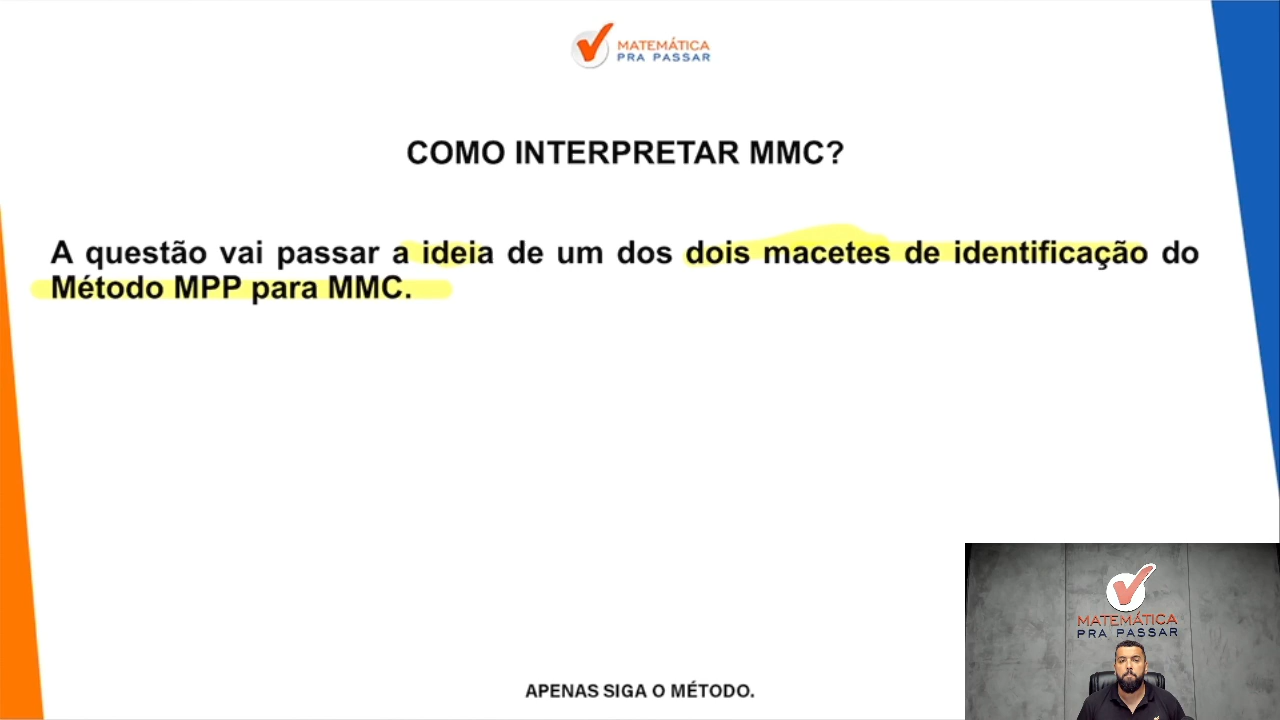 MATEMÁTICA
PRA PASSAR
COMO INTERPRETAR MMC?
A questão vai passar a ideia de um dos dois macetes de identificação do
Método MPP para MMC.
MATEMÁTICA
PRA PASSAR
APENAS SIGA O MÉTODO.